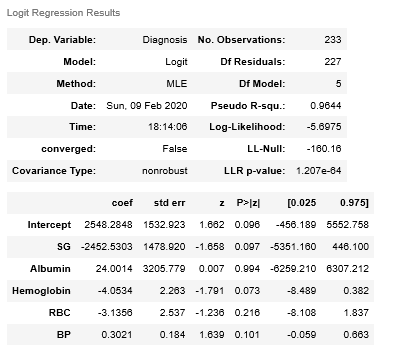 Logit Regression Results
Dep. Variable: Diagnosis No. Observations: 233
Model: Logit Df Residuals: 227
Method: MLE Df Model: 5
Date: Sun, 09 Feb 2020 Pseudo R-squ.: 0.9644
Time: 18:14:06 Log-Likelihood: -5.6975
converged: False LL-Null: -160.16
Covariance Type: nonrobust LLR p-value: 1.207e-64
coef std err z P>|z| [0.025 0.975]
Intercept 2548.2848 1532.923 1.662 0.096 -456.189 5552.758
SG -2452.5303 1478.920 -1.658 0.097 -5351.160 446.100
Albumin 24.0014 3205.779 0.007 0.994 -6259.210 6307.212
Hemoglobin -4.0534 2.263 -1.791 0.073 -8.489 0.382
RBC -3.1356 2.537 -1.236 0.216 -8.108 1.837
BP 0.3021 0.184 1.639 0.101 -0.059 0.663